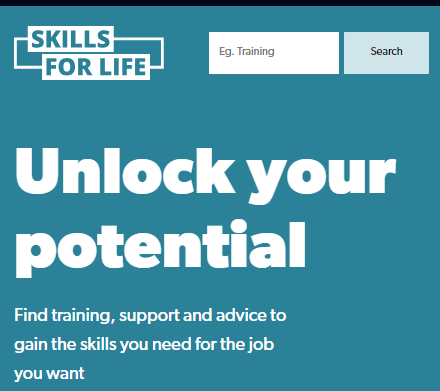 SKILLS
FOR LIFE
Eg. Training
Search
Unlock your
potential
Find training, support and advice to
gain the skills you need for the job
you want